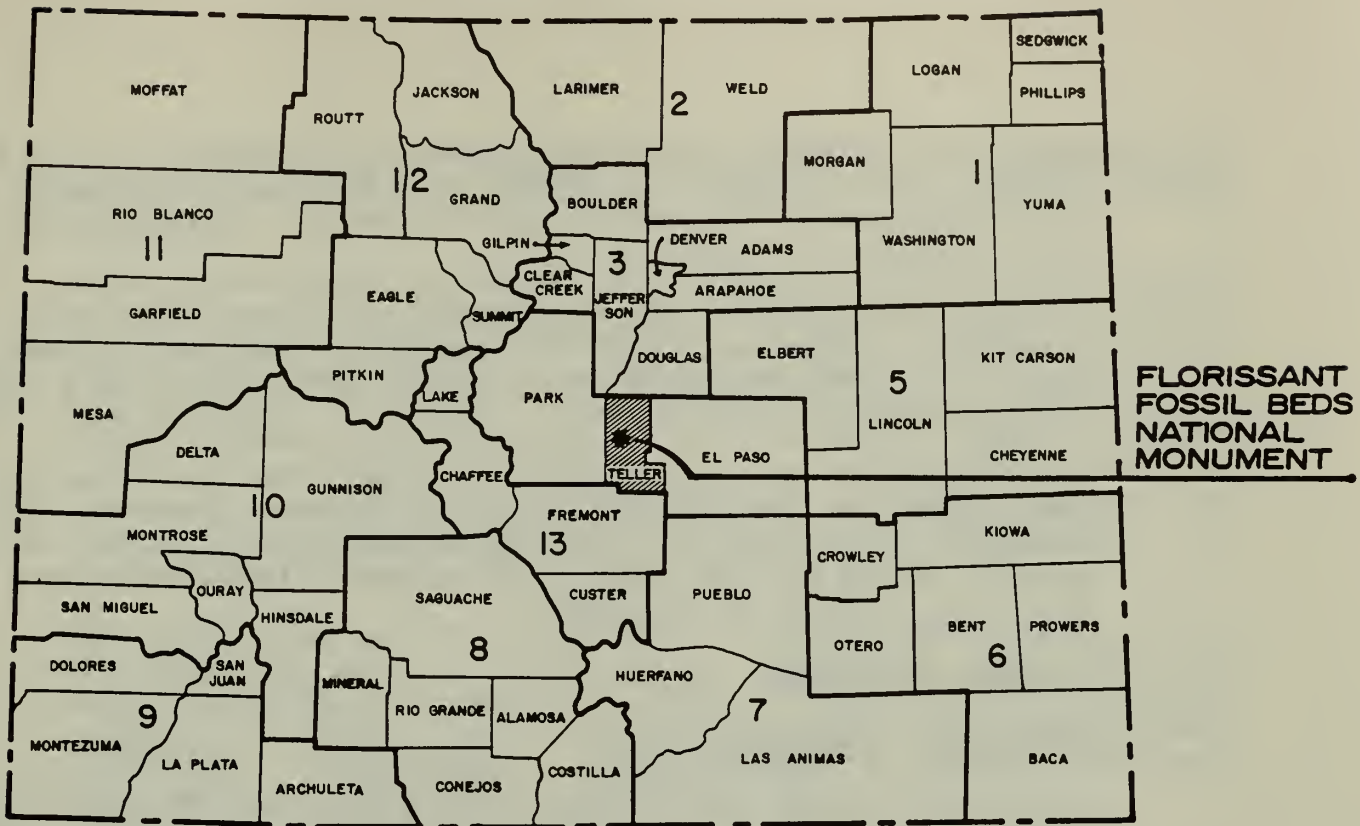 MOFFAT
ROUTT
JACKSON
LARIMER
2
WELD
LOGAN
SEDGWICK
PHILLIPS
MORGAN
1
12
GRAND
BOULDER
RIO BLANCO
11
GILPIN
DENVER
ADAMS
WASHINGTON
YUMA
3
CLEAR
CREEK
JEFFER
SON
ARAPAHOE
EAGLE
SUMMIT
GARFIELD
DOUGLAS
ELBERT
KIT CARSON
PITKIN
LAKE
PARK
5
LINCOLN
MESA
DELTA
CHAFFEE
TELLER
EL PASO
CHEYENNE
FLORISSANT
FOSSIL BEDS
NATIONAL
MONUMENT
GUNNISON
10
MONTROSE
FREMONT
13
CROWLEY
KIOWA
OURAY
SAN MIGUEL
HINSDALE
SAGUACHE
CUSTER
PUEBLO
8
OTERO
BENT
PROWERS
6
DOLORES
SAN
JUAN
MINERAL
RIO GRANDE
ALAMOSA
HUERFANO
7
9
MONTEZUMA
LA PLATA
ARCHULETA
CONEJOS
COSTILLA
LAS ANIMAS
BACA